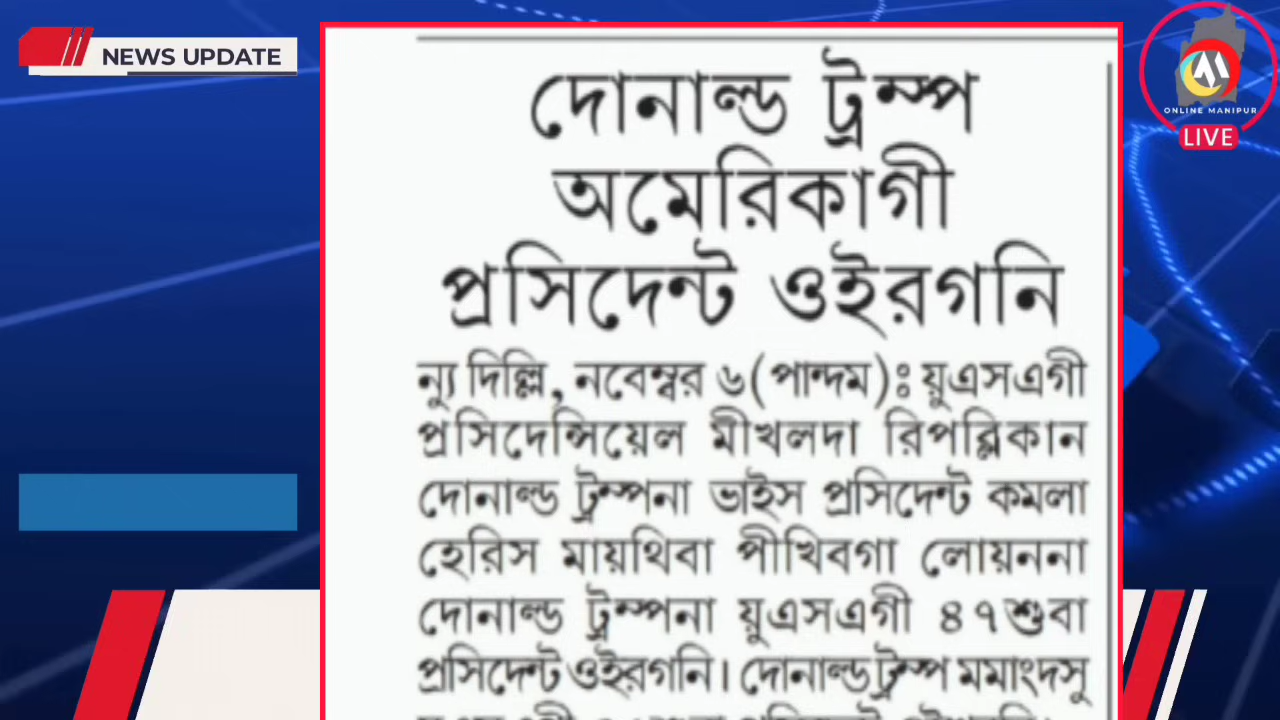 NEWS UPDATE
ONLINE MANIPUR
LIVE
দোনাল্ড ট্রম্প
অমেরিকাগী
প্রসিদেন্ট ওইরগনি
ন্যু দিল্লি, নবেম্বর ৬(পান্দম)ঃ য়ুএসএগী
প্রসিদেন্সিয়েল মীখলদা রিপব্লিকান
দোনাল্ড ট্রম্পনা ভাইস প্রসিদেন্ট কমলা
হেরিস মায়থিবা পীখিবগা লোয়ননা
দোনাল্ড ট্রম্পনা য়ুএসএগী ৪৭শুবা
প্রসিদেন্ট ওইরগনি। দোনাল্ড ট্রম্প মমাংদসু